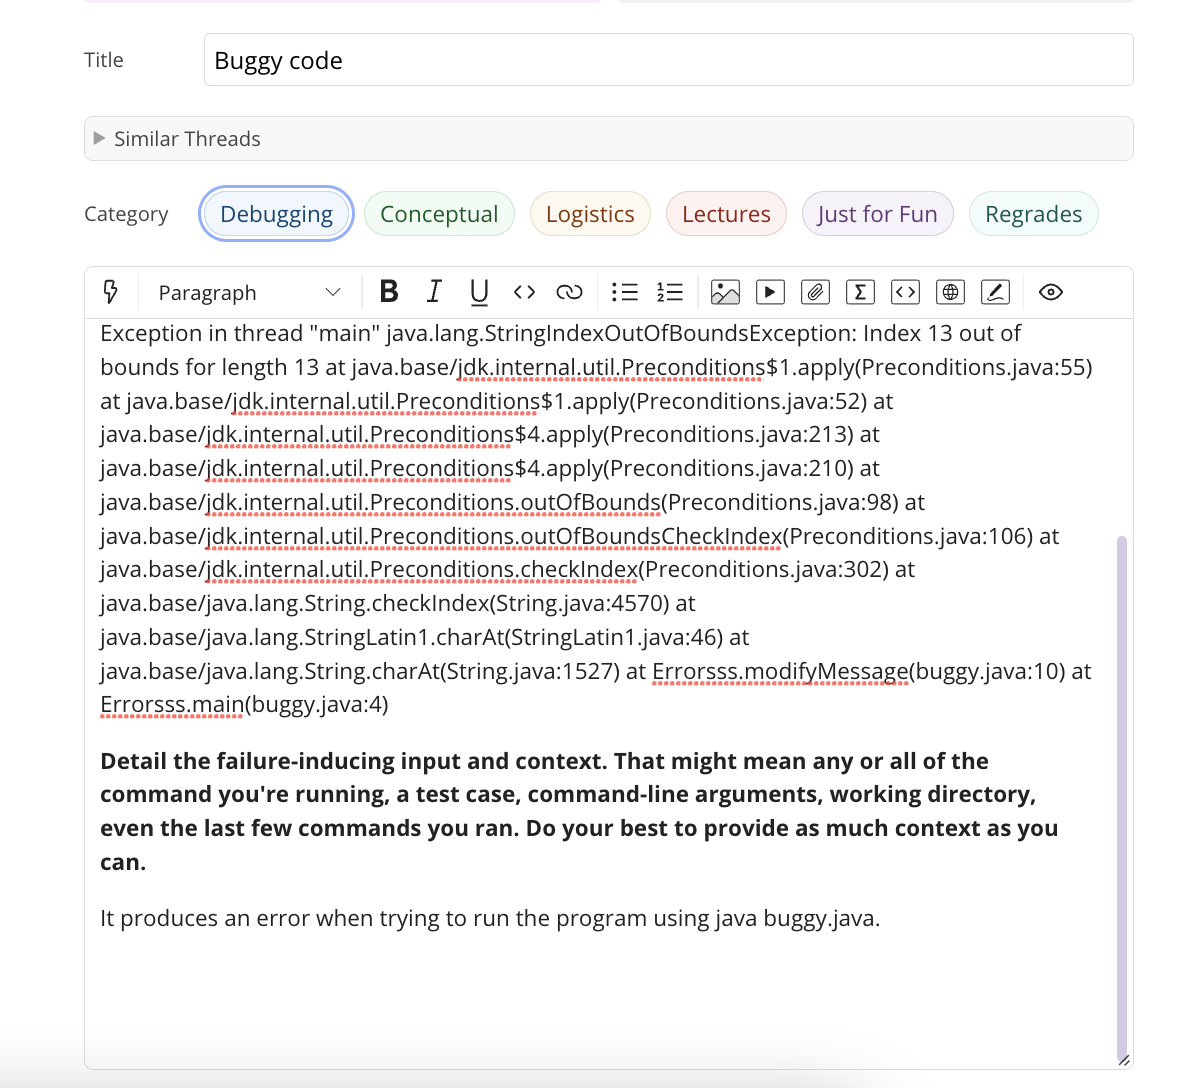 Title
Buggy code
Similar Threads
Category
Debugging
Conceptual
Logistics
Lectures
Just for Fun
Regrades
Paragraph
B I U
Exception in thread "main" java.lang.StringIndexOutOfBoundsException: Index 13 out of
bounds for length 13 at java.base/jdk.internal.util.Preconditions$1.apply(Preconditions.java:55)
at java.base/jdk.internal.util.Preconditions$1.apply(Preconditions.java:52) at
java.base/jdk.internal.util.Preconditions$4.apply(Preconditions.java:213) at
java.base/jdk.internal.util.Preconditions$4.apply(Preconditions.java:210) at
java.base/jdk.internal.util.Preconditions.outOfBounds(Preconditions.java:98) at
java.base/jdk.internal.util.Preconditions.outOfBoundsCheckIndex(Preconditions.java:106) at
java.base/jdk.internal.util.Preconditions.checkIndex(Preconditions.java:302) at
java.base/java.lang.String.checkIndex(String.java:4570) at
java.base/java.lang.StringLatin1.charAt(StringLatin1.java:46) at
java.base/java.lang.String.charAt(String.java:1527) at Errorsss.modifyMessage(buggy.java:10) at
Errorsss.main(buggy.java:4)
Detail the failure-inducing input and context. That might mean any or all of the
command you're running, a test case, command-line arguments, working directory,
even the last few commands you ran. Do your best to provide as much context as you
can.
It produces an error when trying to run the program using java buggy.java.